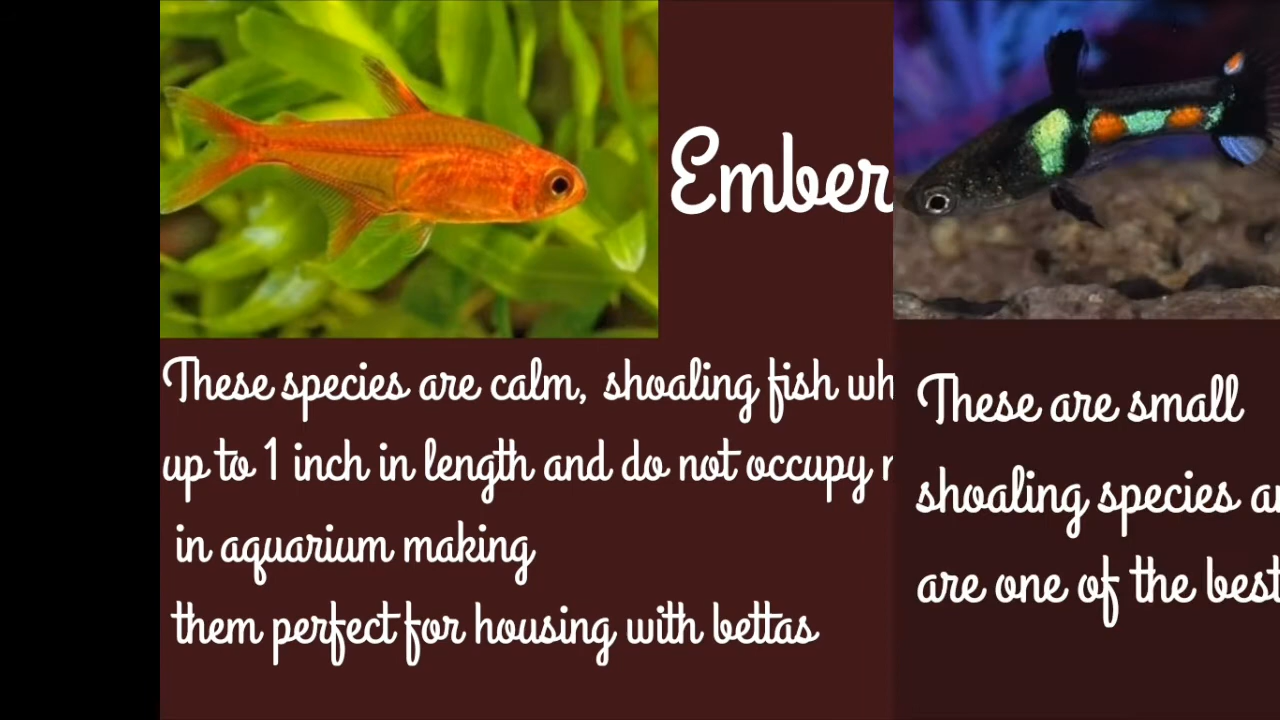 Ember
These species are calm, shoaling fish
up to 1 inch in length and do not occupy
in aquarium making
them perfect for housing with bettas
These are small
shoaling species
are one of the best